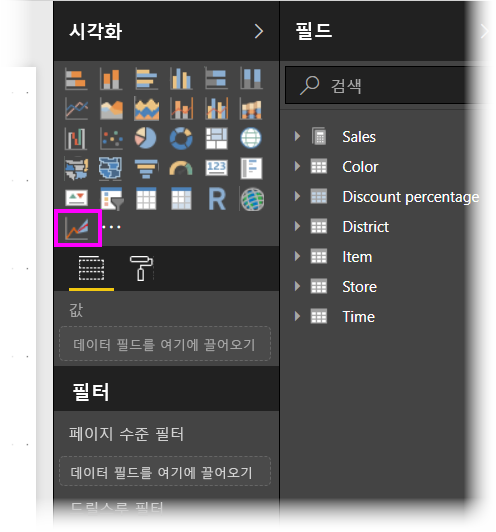 시각화
필드
검색
123
R
Sales
Color
Discount percentage
District
Item
Store
Time
값
데이터 필드를 여기에 끌어오기
필터
페이지 수준 필터
데이터 필드를 여기에 끌어오기
드릴스루 필터